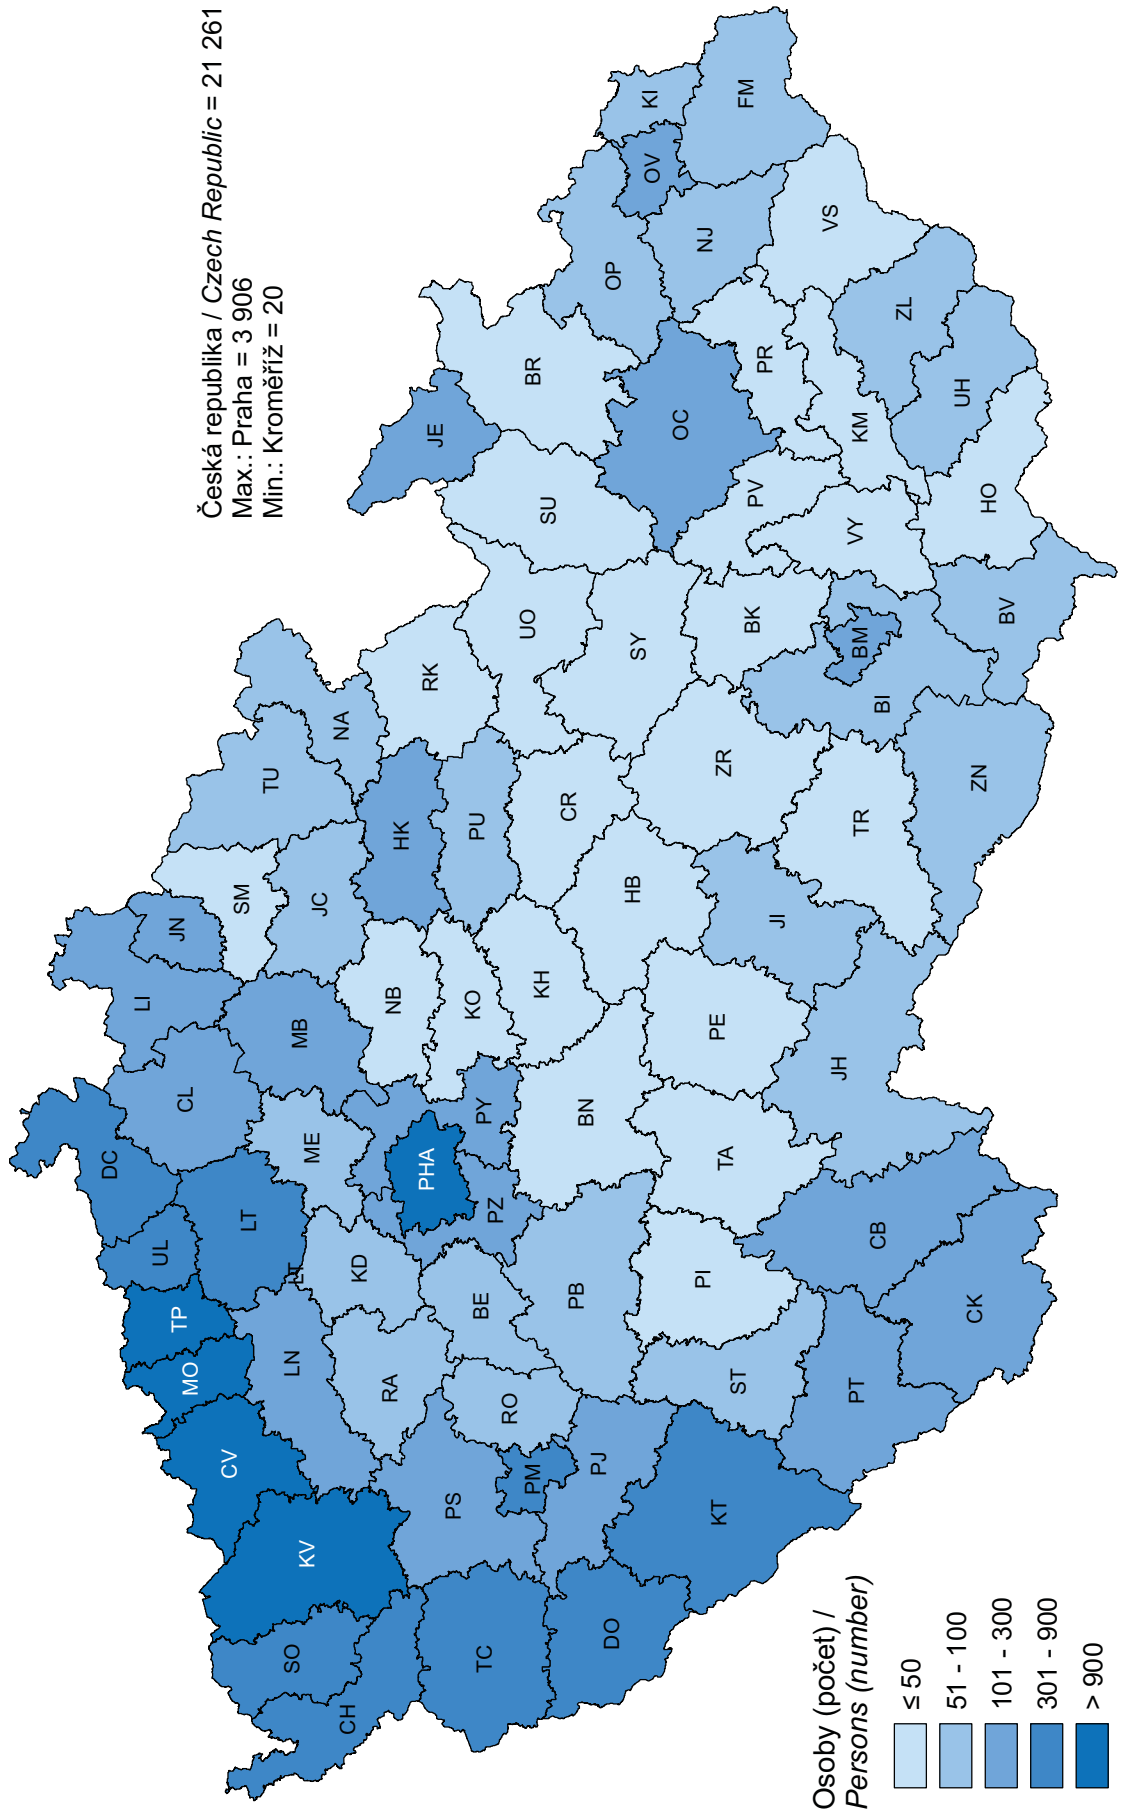 Česká republika / Czech Republic = 21 261
Max.: Praha = 3 906
Min.: Kroměříž = 20
DC
LI
JN
UL
CL
SM
TP
LT
MB
TU
MO
JC
NA
CV
LT
ME
LN
KD
NB
HK
RK
JE
KV
RA
PHA
KO
PU
UO
SU
BR
SO
BE
PY
CH
PS
RO
PZ
KH
CR
SY
OP
KI
PM
PB
BN
HB
OC
OV
TC
PJ
NJ
FM
DO
KT
ST
PI
TA
PE
ZR
BK
PV
PR
VS
PT
CB
JH
JI
TR
BI
BM
VY
KM
ZL
CK
ZN
BV
HO
UH
Osoby (počet) /
Persons (number)
≤ 50
51 - 100
101 - 300
301 - 900
> 900